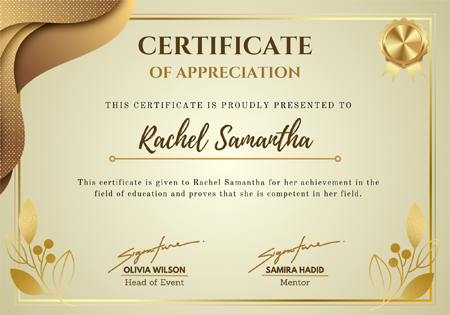 CERTIFICATE
OF APPRECIATION
THIS CERTIFICATE IS PROUDLY PRESENTED TO
Rachel Samantha
This certificate is given to Rachel Samantha for her achievement in the
field of education and proves that she is competent in her field.
Signature. Signature.
OLIVIA WILSON SAMIRA HADID
Head of Event Mentor